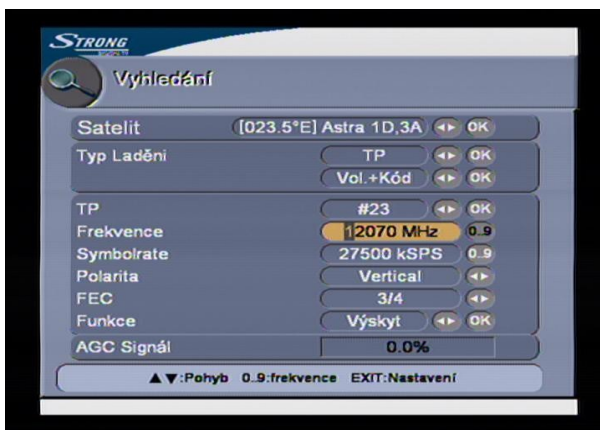 STRONG
Vyhledání
Satelit [023.5°E] Astra 1D,3A ◄► OK
Typ Laděni TP ◄► OK
Vol.+Kód ◄► OK
TP #23 ◄► OK
Frekvence 12070 MHz 0..9
Symbolrate 27500 kSPS 0..9
Polarita Vertical ◄►
FEC 3/4 ◄►
Funkce Výskyt ◄► OK
AGC Signál 0.0%
▲▼:Pohyb 0..9:frekvence EXIT:Nastavení